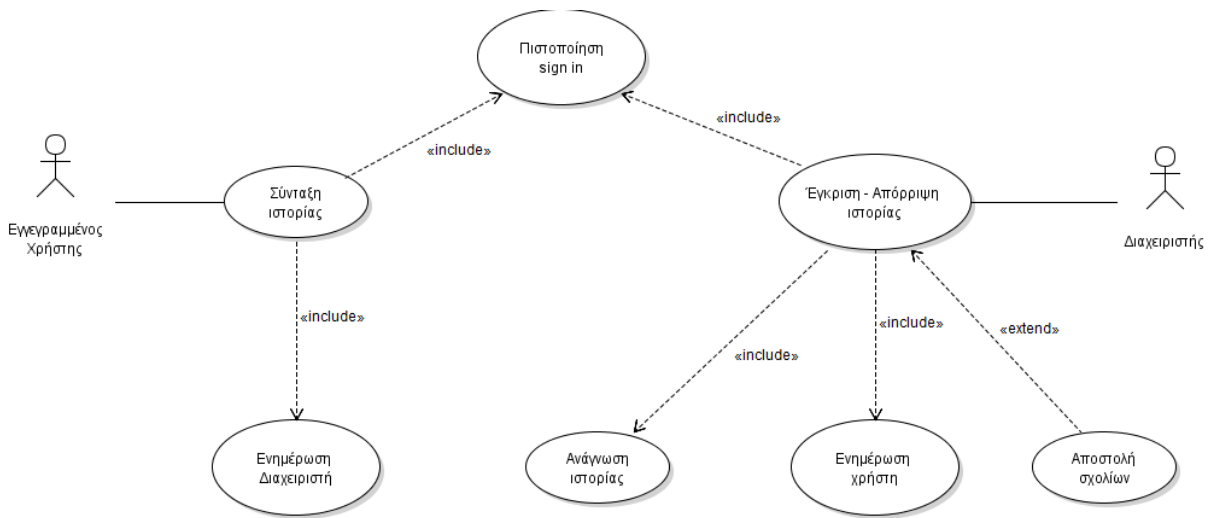 Πιστοποίηση
sign in
«include»
«include»
Εγγεγραμμένος
Χρήστης
Σύνταξη
ιστορίας
Έγκριση - Απόρριψη
ιστορίας
Διαχειριστής
«include»
«include»
«include»
«extend»
Ενημέρωση
Διαχειριστή
Ανάγνωση
ιστορίας
Ενημέρωση
χρήστη
Αποστολή
σχολίων